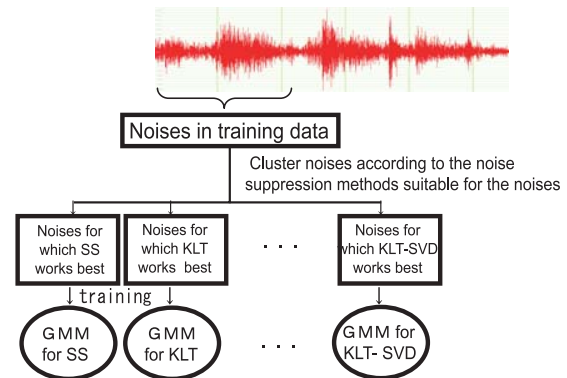 Noises in training data
Cluster noises according to the noise
suppression methods suitable for the noises
Noises for
which SS
works best
Noises for
which KLT
works best
. . .
Noises for
which KLT-SVD
works best
training
GMM
for SS
GMM
for KLT
. . .
GMM for
KLT- SVD